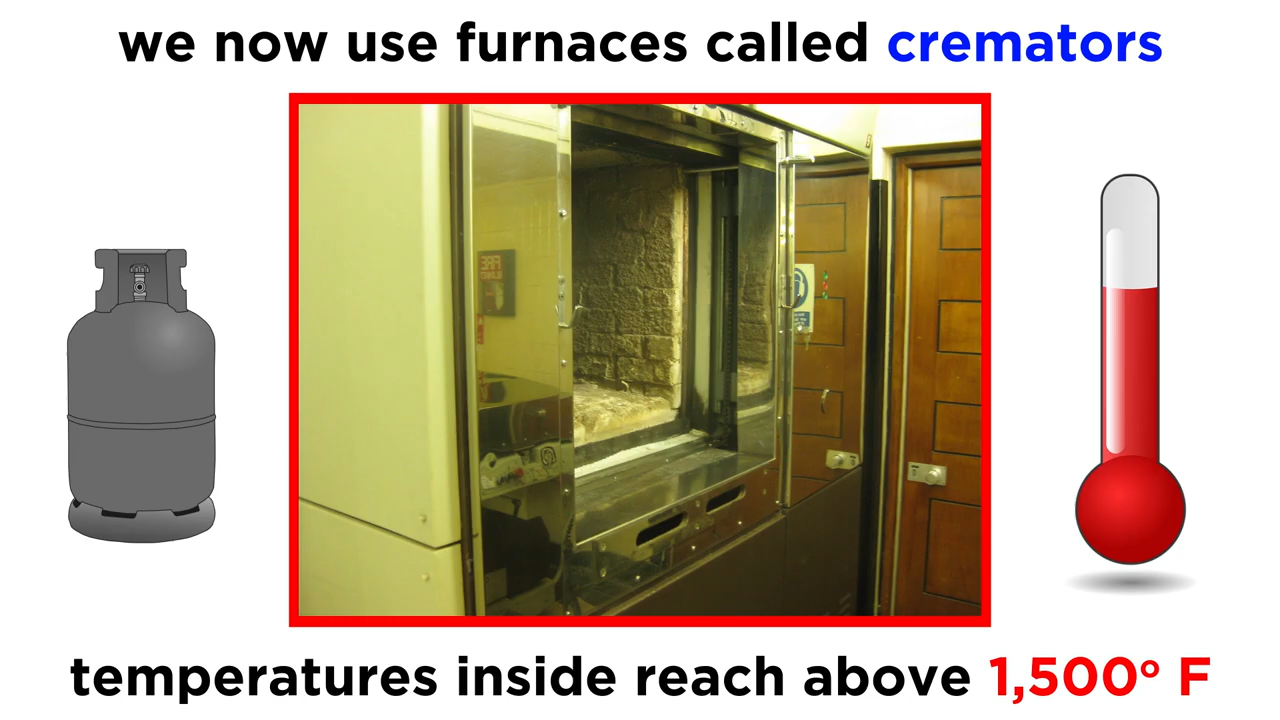 we now use furnaces called cremators
temperatures inside reach above 1,500° F